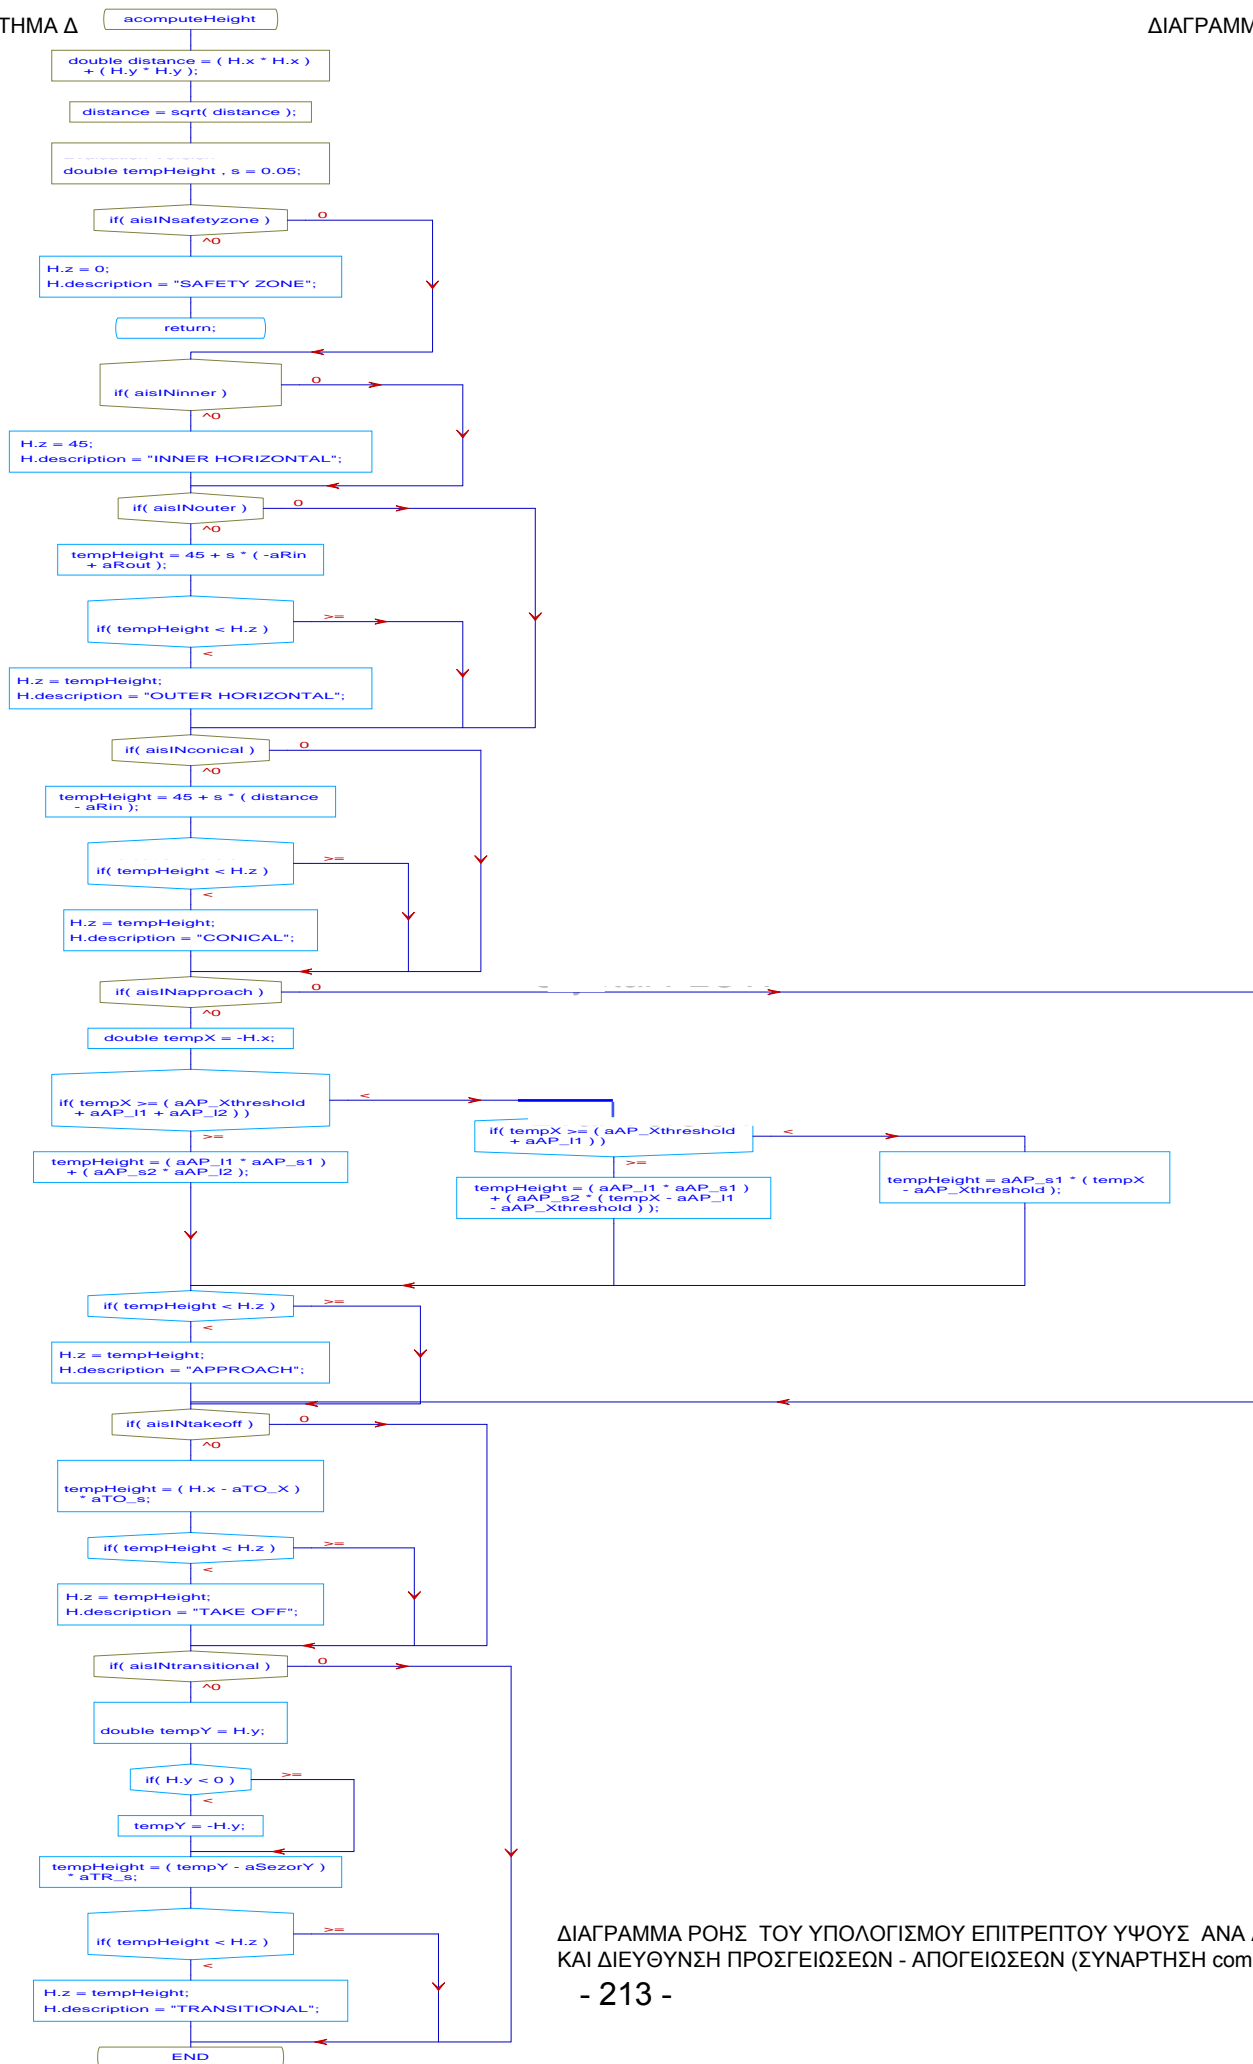 ΤΗΜΑ Δ
ΔΙΑΓΡΑΜΜ
acomputeHeight
double distance = ( H.x * H.x )
+ ( H.y * H.y );
distance = sqrt( distance );
double tempHeight , s = 0.05;
if( aisINsafetyzone )
0
^0
H.z = 0;
H.description = "SAFETY ZONE";
return;
if( aisINinner )
0
^0
H.z = 45;
H.description = "INNER HORIZONTAL";
if( aisINouter )
0
^0
tempHeight = 45 + s * ( -aRin
+ aRout );
if( tempHeight < H.z )
>=
<
H.z = tempHeight;
H.description = "OUTER HORIZONTAL";
if( aisINconical )
0
^0
tempHeight = 45 + s * ( distance
- aRin );
if( tempHeight < H.z )
>=
<
H.z = tempHeight;
H.description = "CONICAL";
if( aisINapproach )
0
^0
double tempX = -H.x;
if( tempX >= ( aAP_Xthreshold
+ aAP_l1 + aAP_l2 ) )
<
>=
if( tempX >= ( aAP_Xthreshold
+ aAP_l1 ) )
<
>=
tempHeight = ( aAP_l1 * aAP_s1 )
+ ( aAP_s2 * aAP_l2 );
tempHeight = ( aAP_l1 * aAP_s1 )
+ ( aAP_s2 * ( tempX - aAP_l1
- aAP_Xthreshold ) );
tempHeight = aAP_s1 * ( tempX
- aAP_Xthreshold );
if( tempHeight < H.z )
>=
<
H.z = tempHeight;
H.description = "APPROACH";
if( aisINtakeoff )
0
^0
tempHeight = ( H.x - aTO_X )
* aTO_s;
if( tempHeight < H.z )
>=
<
H.z = tempHeight;
H.description = "TAKE OFF";
if( aisINtransitional )
0
^0
double tempY = H.y;
if( H.y < 0 )
>=
<
tempY = -H.y;
tempHeight = ( tempY - aSezorY )
* aTR_s;
if( tempHeight < H.z )
>=
<
H.z = tempHeight;
H.description = "TRANSITIONAL";
END
ΔΙΑΓΡΑΜΜΑ ΡΟΗΣ ΤΟΥ ΥΠΟΛΟΓΙΣΜΟΥ ΕΠΙΤΡΕΠΤΟΥ ΥΨΟΥΣ ΑΝΑ
ΚΑΙ ΔΙΕΥΘΥΝΣΗ ΠΡΟΣΓΕΙΩΣΕΩΝ - ΑΠΟΓΕΙΩΣΕΩΝ (ΣΥΝΑΡΤΗΣΗ com
- 213 -